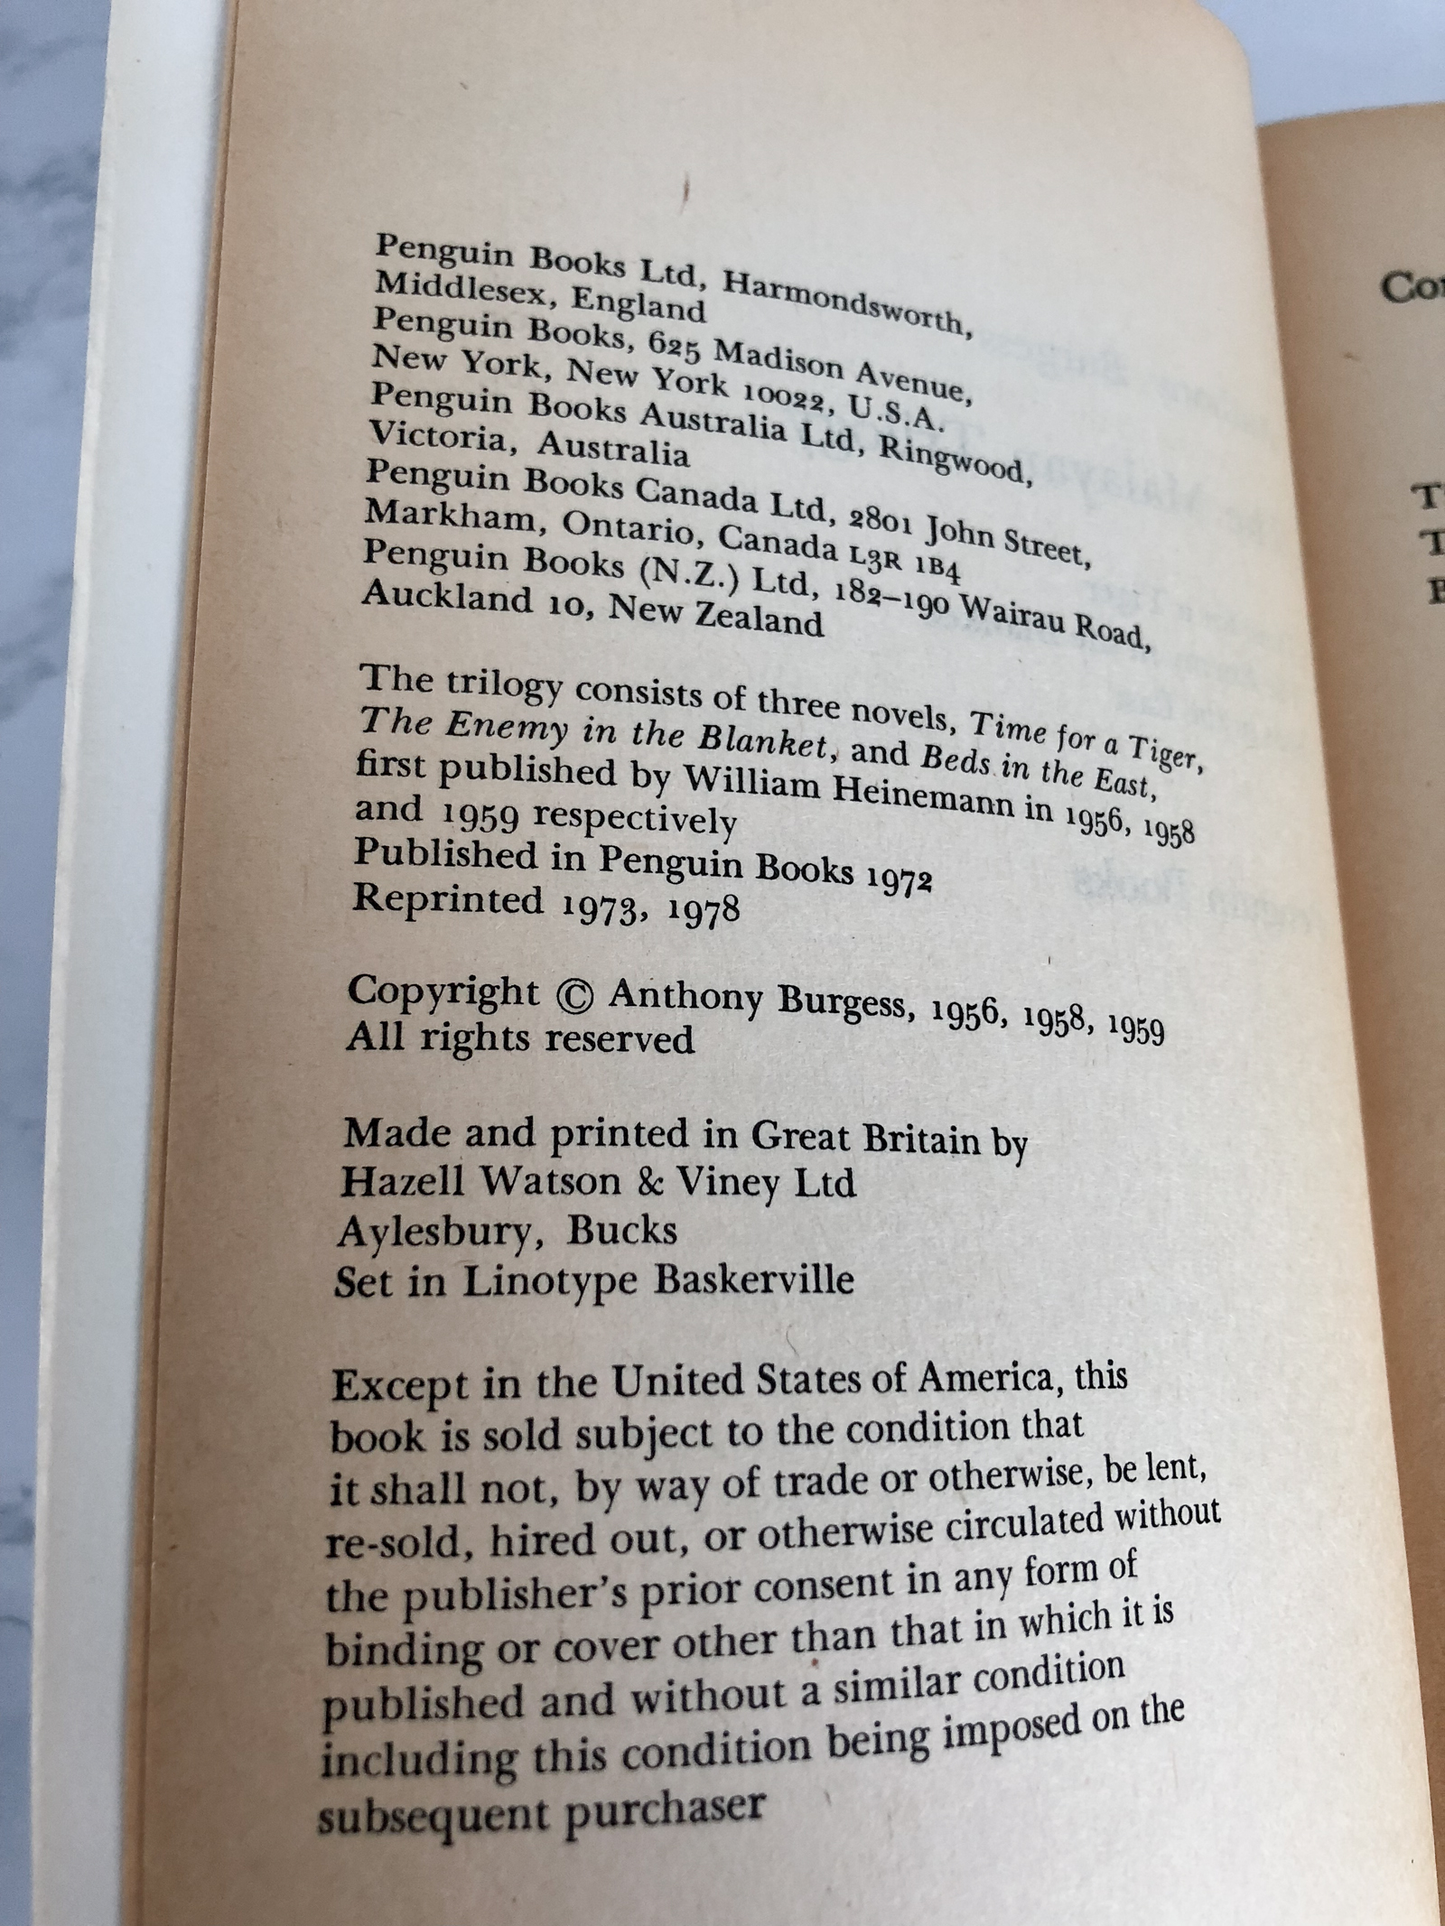 Penguin Books Ltd, Harmondsworth,
Middlesex, England
Penguin Books, 625 Madison Avenue,
New York, New York 10022, U.S.A.
Penguin Books Australia Ltd, Ringwood,
Victoria, Australia
Penguin Books Canada Ltd, 2801 John Street,
Markham, Ontario, Canada L3R 1B4
Penguin Books (N.Z.) Ltd, 182–190 Wairau Road,
Auckland 10, New Zealand
The trilogy consists of three novels, Time for a Tiger,
The Enemy in the Blanket, and Beds in the East,
first published by William Heinemann in 1956, 1958
and 1959 respectively
Published in Penguin Books 1972
Reprinted 1973, 1978
Copyright © Anthony Burgess, 1956, 1958, 1959
All rights reserved
Made and printed in Great Britain by
Hazell Watson & Viney Ltd
Aylesbury, Bucks
Set in Linotype Baskerville
Except in the United States of America, this
book is sold subject to the condition that
it shall not, by way of trade or otherwise, be lent,
re-sold, hired out, or otherwise circulated without
the publisher's prior consent in any form of
binding or cover other than that in which it is
published and without a similar condition
including this condition being imposed on the
subsequent purchaser